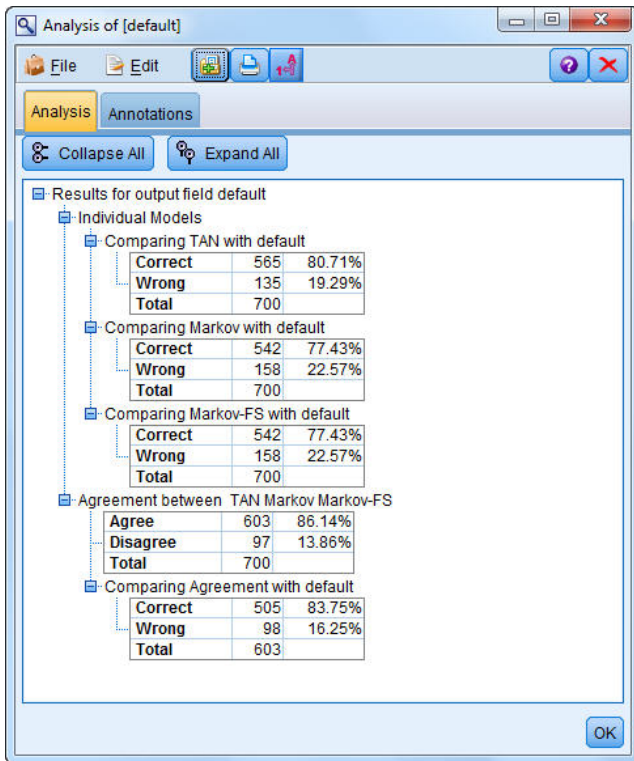 Analysis of [default]
File Edit
Analysis Annotations
Collapse All Expand All
Results for output field default
Individual Models
Comparing TAN with default
Correct 565 80.71%
Wrong 135 19.29%
Total 700
Comparing Markov with default
Correct 542 77.43%
Wrong 158 22.57%
Total 700
Comparing Markov-FS with default
Correct 542 77.43%
Wrong 158 22.57%
Total 700
Agreement between TAN Markov Markov-FS
Agree 603 86.14%
Disagree 97 13.86%
Total 700
Comparing Agreement with default
Correct 505 83.75%
Wrong 98 16.25%
Total 603
OK